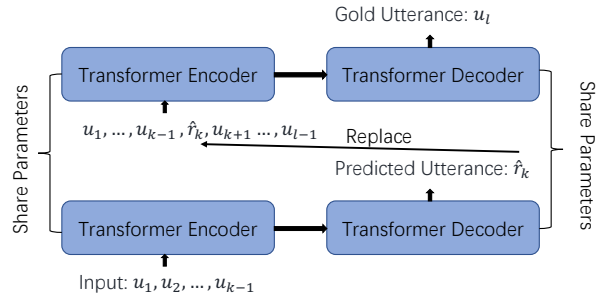 Gold Utterance: u_l
Transformer Encoder
Transformer Decoder
u_1, …, u_{k−1}, r̂_k, u_{k+1} …, u_{l−1}
Replace
Share Parameters
Share Parameters
Predicted Utterance: r̂_k
Transformer Encoder
Transformer Decoder
Input: u_1, u_2, …, u_{k−1}